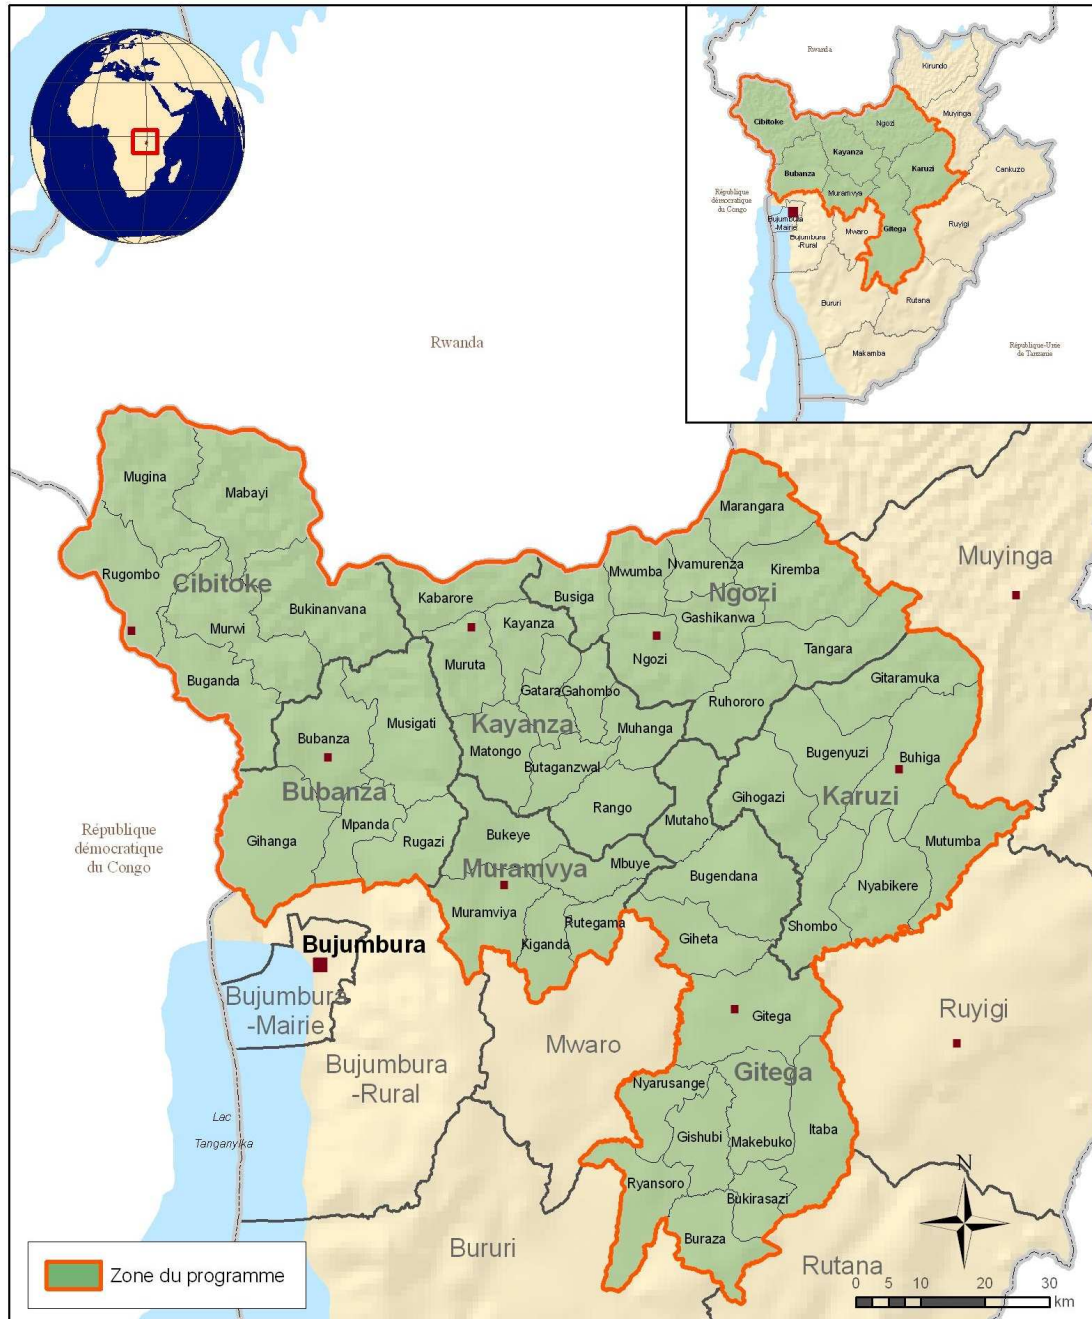 Rwanda
Kirundo
Cibitoke
Ngozi
Muyinga
Kayanza
Bubanza
Karuzi
Cankuzo
République
démocratique
du Congo
Muramvya
Bujumbura
-Mairie
Bujumbura
-Rural
Mwaro
Gitega
Ruyigi
Bururi
Rutana
Makamba
République-Unie
de Tanzanie
Rwanda
Mugina
Mabayi
Marangara
Rugombo
Cibitoke
Bukinanvana
Murwi
Buganda
Kabarore
Kayanza
Busiga
Mwumba
Nvamurenza
Kiremba
Ngozi
Gashikanwa
Muyinga
Muruta
Ngozi
Tangara
Gitaramuka
Gatara
Gahombo
Ruhororo
Musigati
Bubanza
Kayanza
Muhanga
Matongo
Butaganzwal
Bugenyuzi
Buhiga
Bubanza
Gihogazi
Karuzi
Rango
Mutaho
Mpanda
Gihanga
Rugazi
Bukeye
Mutumba
République
démocratique
du Congo
Muramvya
Mbuye
Bugendana
Nyabikere
Muramviya
Rutegama
Kiganda
Giheta
Shombo
Bujumbura
Bujumbura
-Mairie
Bujumbura
-Rural
Mwaro
Gitega
Ruyigi
Gitega
Nyarusange
Lac
Tanganyika
Gishubi
Makebuko
Itaba
Ryansoro
Bukirasazi
Buraza
Bururi
Rutana
N
Zone du programme
0 5 10 20 30
km